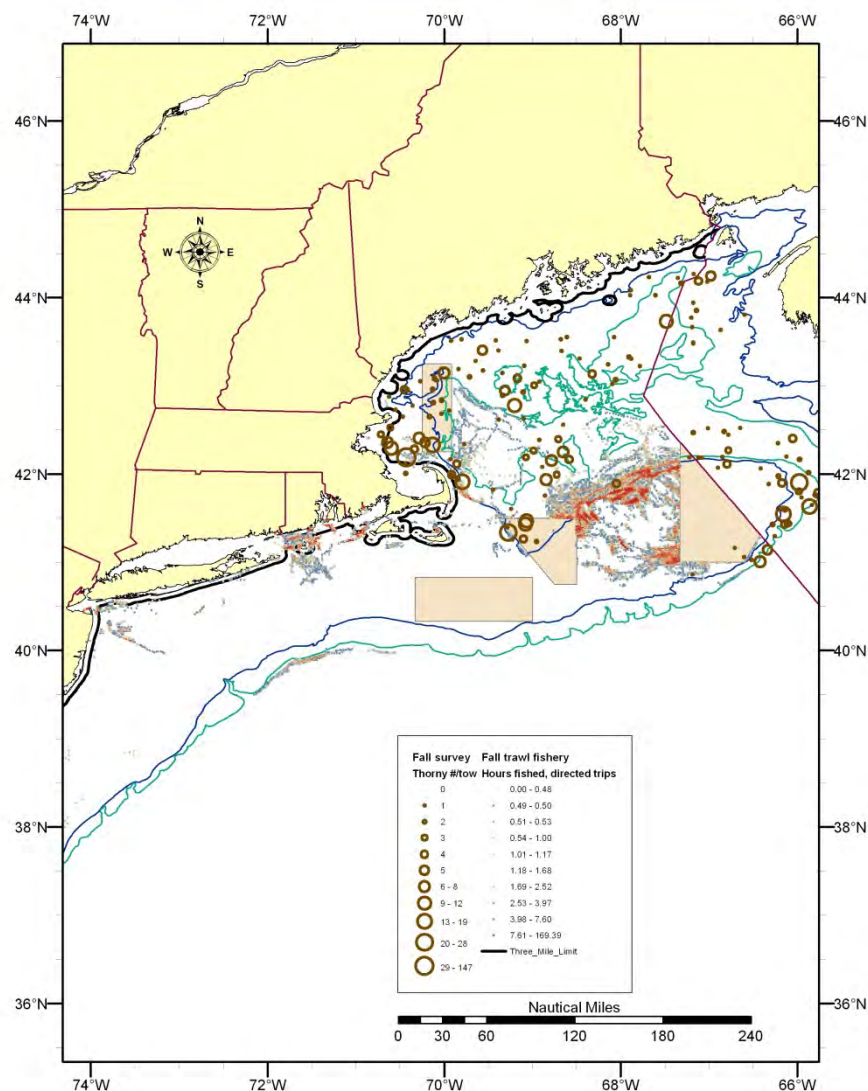 74°W 72°W 70°W 68°W 66°W
46°N 46°N
N
W E
S
44°N 44°N
42°N 42°N
40°N 40°N
38°N 38°N
36°N 36°N
Fall survey Fall trawl fishery
Thorny #/tow Hours fished, directed trips
0 0.00 - 0.48
1 0.49 - 0.50
2 0.51 - 0.53
3 0.54 - 1.00
4 1.01 - 1.17
5 1.18 - 1.68
6 - 8 1.69 - 2.52
9 - 12 2.53 - 3.97
13 - 19 3.98 - 7.60
20 - 28 7.61 - 169.39
29 - 147 Three_Mile_Limit
Nautical Miles
0 30 60 120 180 240
74°W 72°W 70°W 68°W 66°W